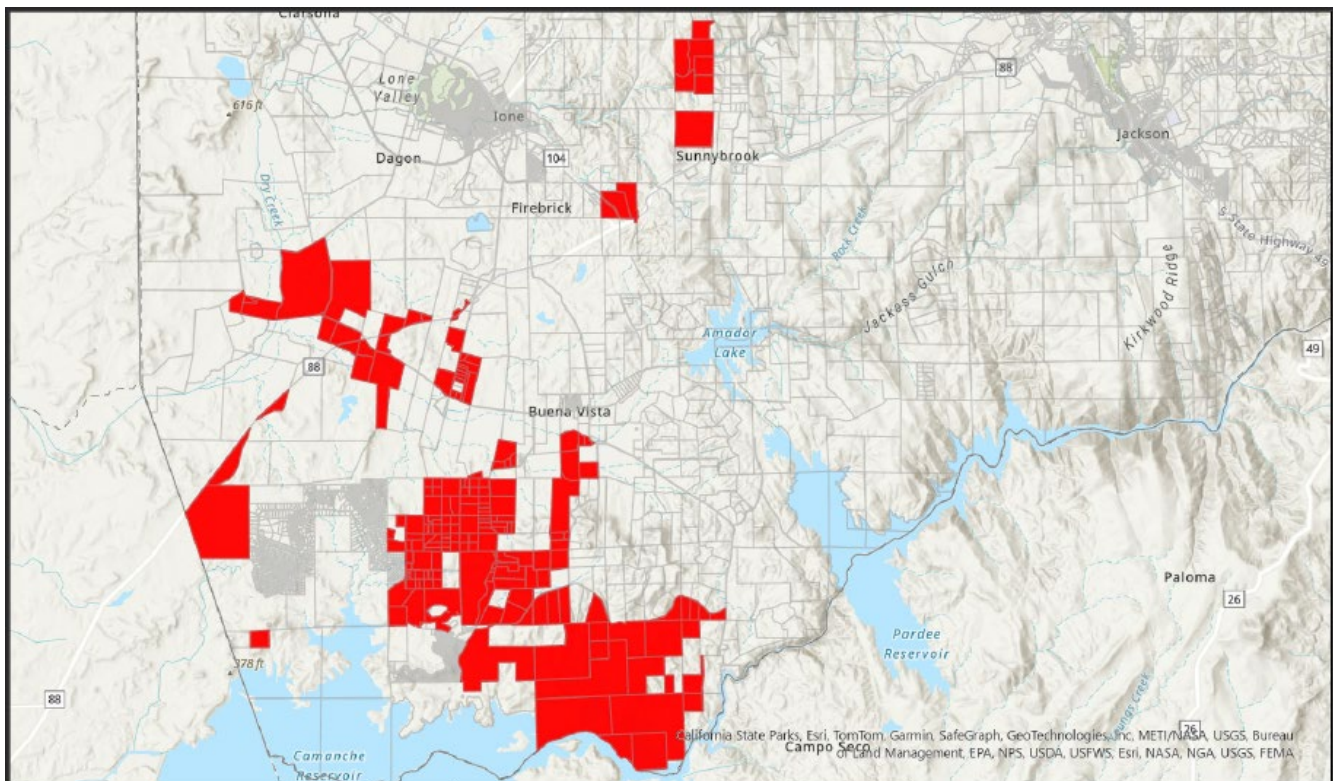 Clarsona
Lone
Valley
616 ft
Ione
Dagon
104
88
Jackson
Sunnybrook
Dry Creek
Firebrick
Rock Creek
S State Highway 49
Jackass Gulch
Kirkwood Ridge
Amador
Lake
49
88
Buena Vista
Paloma
26
Pardee
Reservoir
378 ft
88
26
Camanche
Reservoir
Campo Seco
California State Parks, Esri, TomTom, Garmin, SafeGraph, GeoTechnologies, Inc, METI/NASA, USGS, Bureau
of Land Management, EPA, NPS, USDA, USFWS, Esri, NASA, NGA, USGS, FEMA